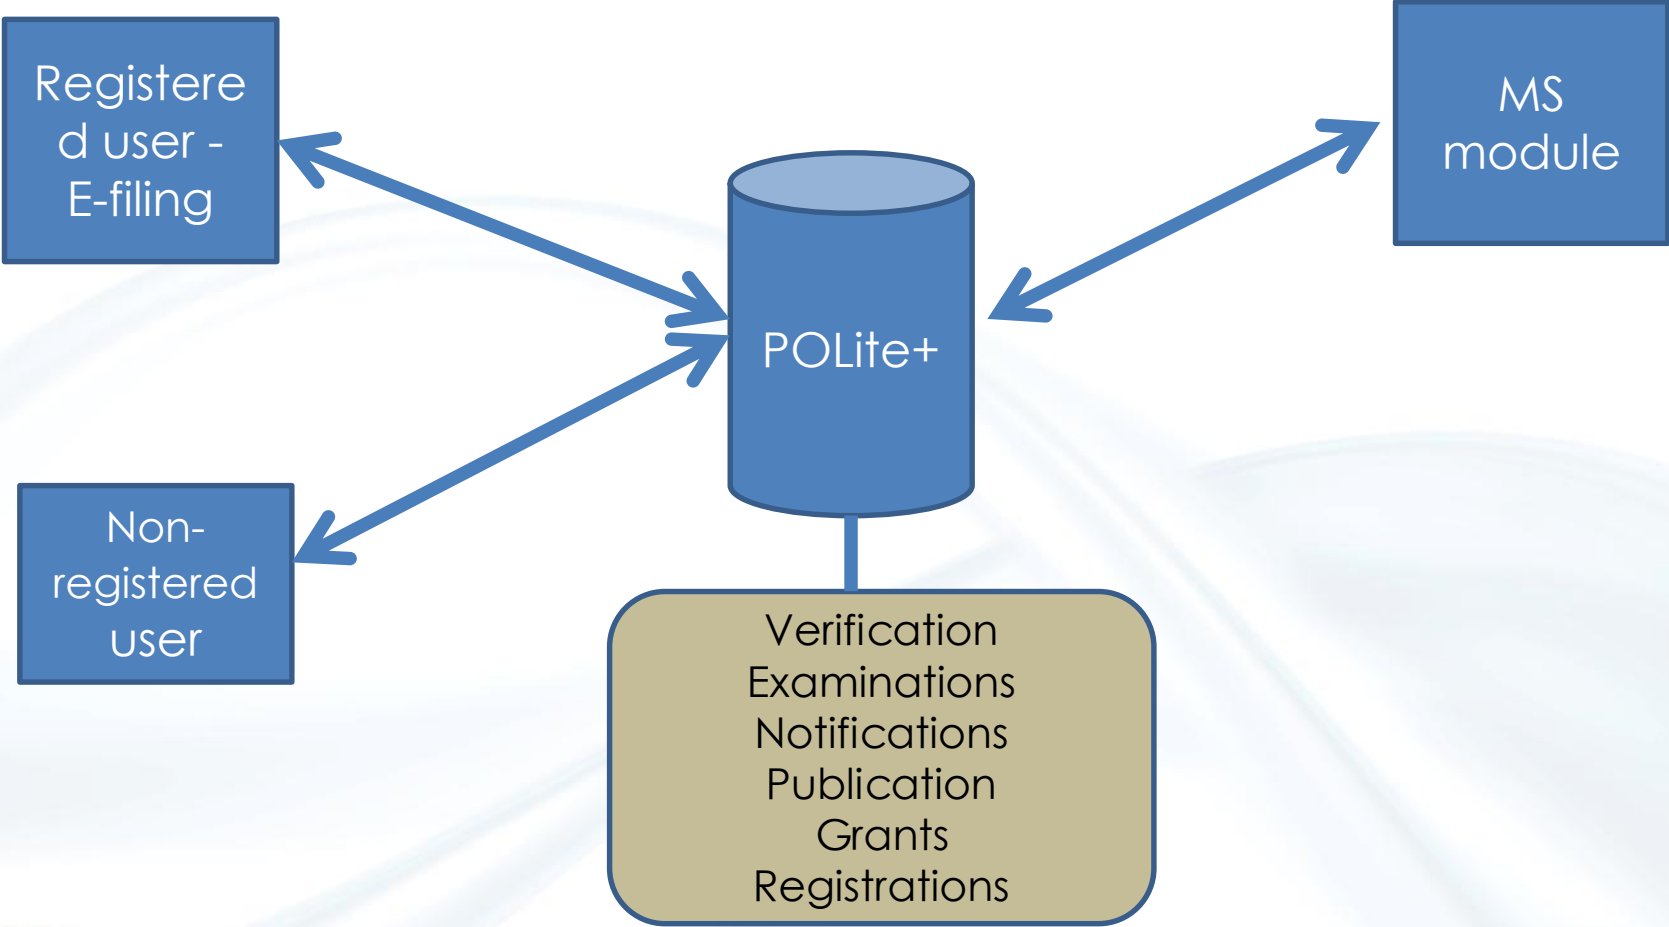 Registere
d user -
E-filing
MS
module
POLite+
Non-
registered
user
Verification
Examinations
Notifications
Publication
Grants
Registrations